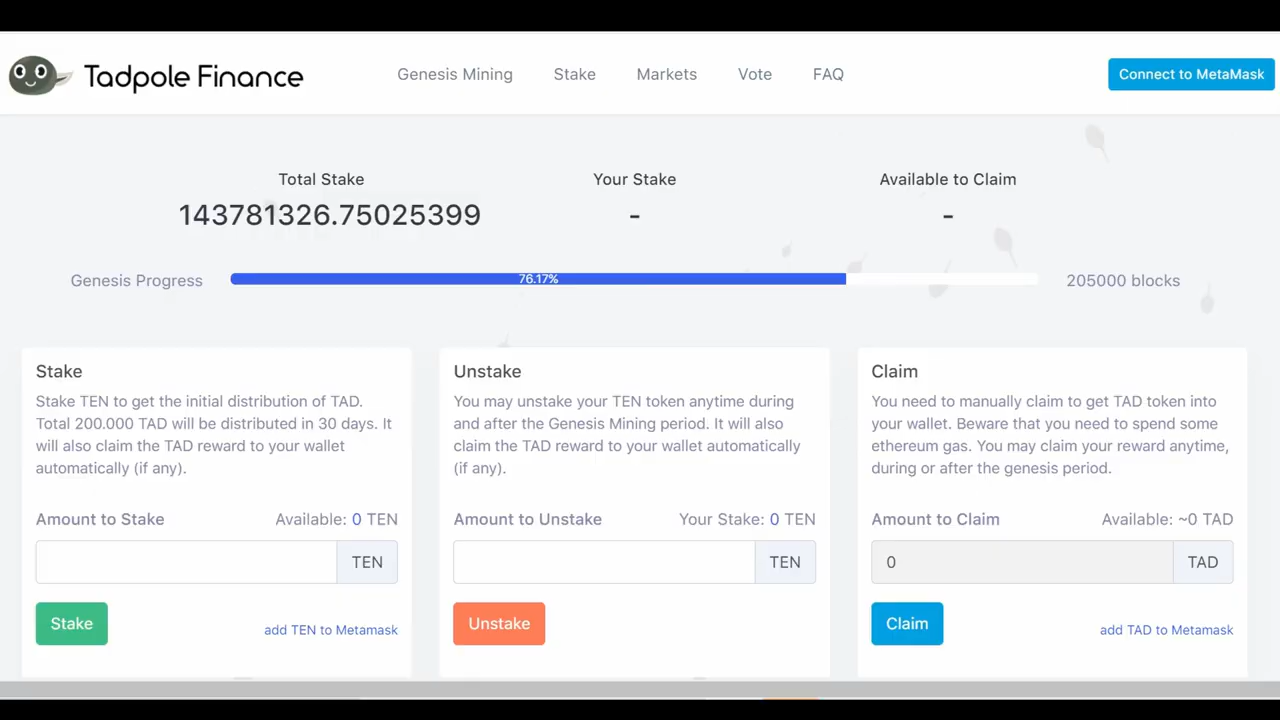 Tadpole Finance
Genesis Mining
Stake
Markets
Vote
FAQ
Connect to MetaMask
Total Stake
143781326.75025399
Your Stake
-
Available to Claim
-
Genesis Progress
76.17%
205000 blocks
Stake
Stake TEN to get the initial distribution of TAD.
Total 200.000 TAD will be distributed in 30 days. It
will also claim the TAD reward to your wallet
automatically (if any).
Amount to Stake
Available: 0 TEN
TEN
Stake
add TEN to Metamask
Unstake
You may unstake your TEN token anytime during
and after the Genesis Mining period. It will also
claim the TAD reward to your wallet automatically
(if any).
Amount to Unstake
Your Stake: 0 TEN
TEN
Unstake
Claim
You need to manually claim to get TAD token into
your wallet. Beware that you need to spend some
ethereum gas. You may claim your reward anytime,
during or after the genesis period.
Amount to Claim
Available: ~0 TAD
0
TAD
Claim
add TAD to Metamask